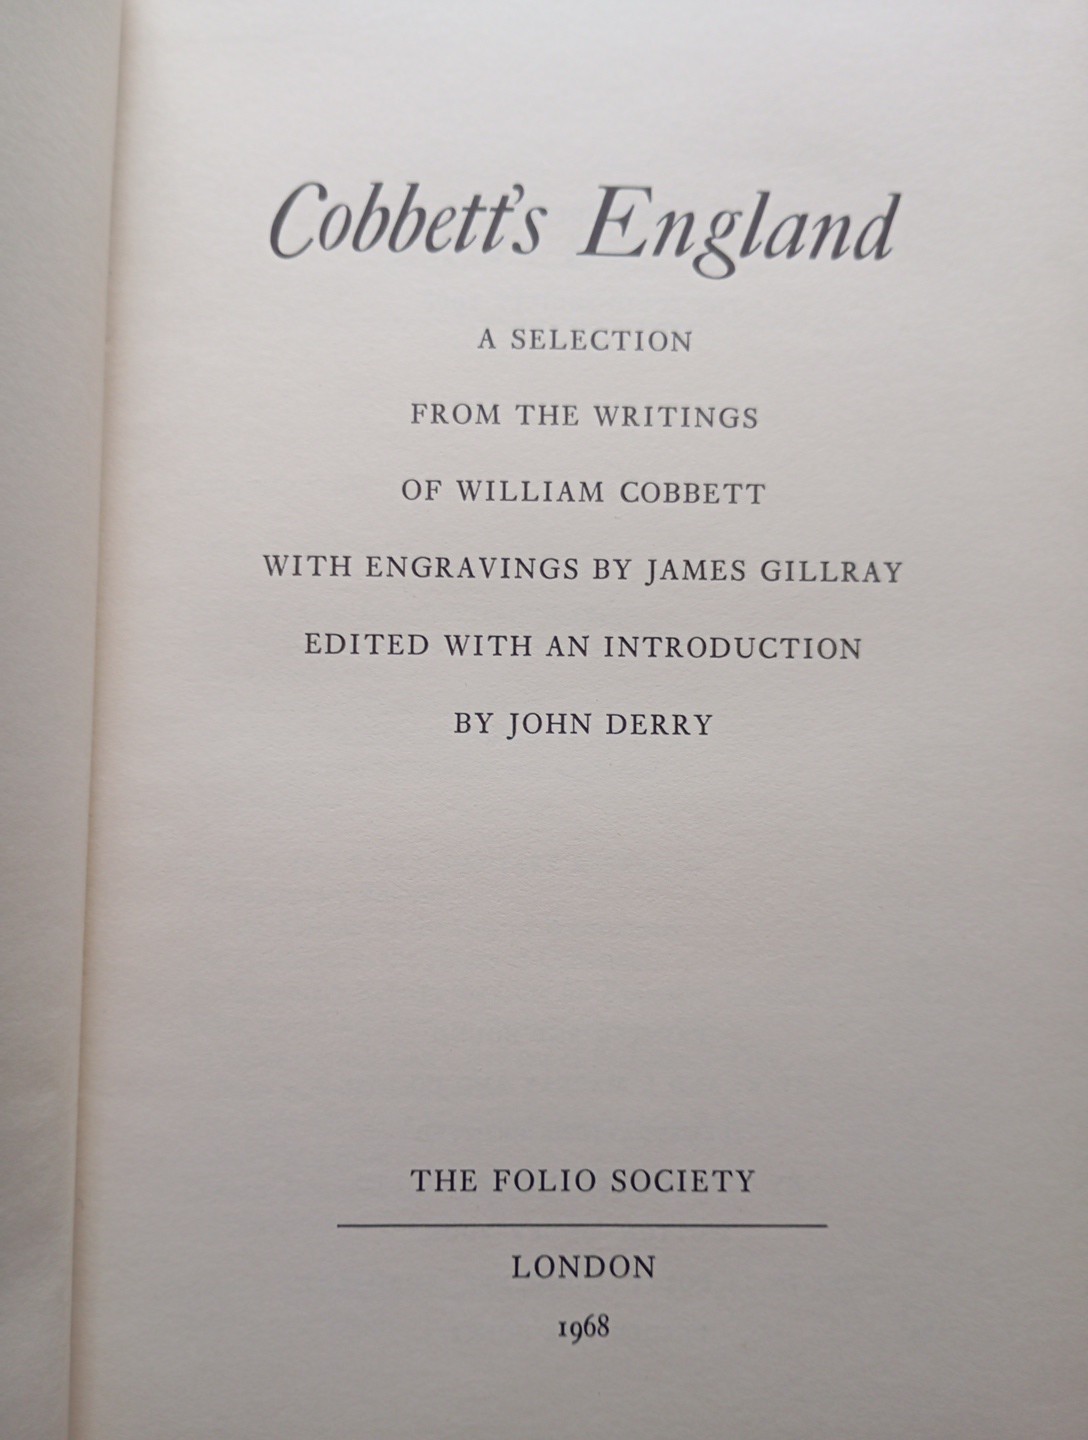 Cobbett's England
A SELECTION
FROM THE WRITINGS
OF WILLIAM COBBETT
WITH ENGRAVINGS BY JAMES GILLRAY
EDITED WITH AN INTRODUCTION
BY JOHN DERRY
THE FOLIO SOCIETY
LONDON
1968